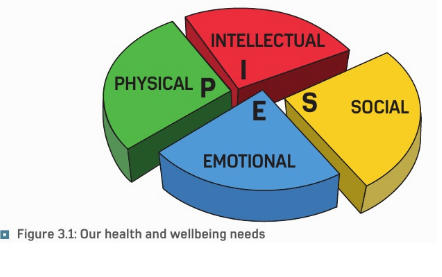 INTELLECTUAL
I
PHYSICAL P
S SOCIAL
E
EMOTIONAL
Figure 3.1: Our health and wellbeing needs